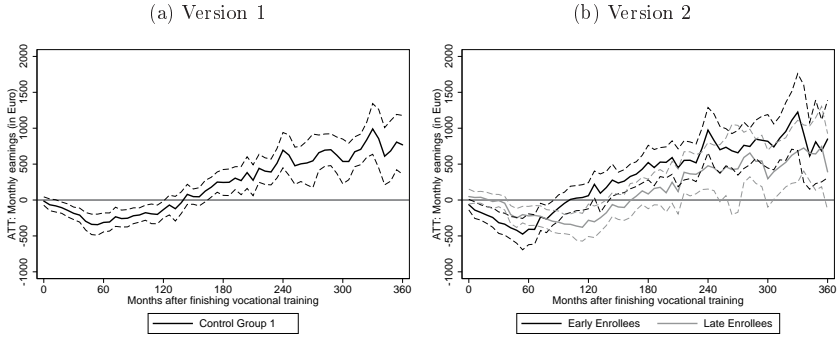 (a) Version 1
ATT: Monthly earnings (in Euro)
2000
1500
1000
500
0
-500
-1000
0 60 120 180 240 300 360
Months after finishing vocational training
Control Group 1
(b) Version 2
ATT: Monthly earnings (in Euro)
2000
1500
1000
500
0
-500
-1000
0 60 120 180 240 300 360
Months after finishing vocational training
Early Enrollees Late Enrollees